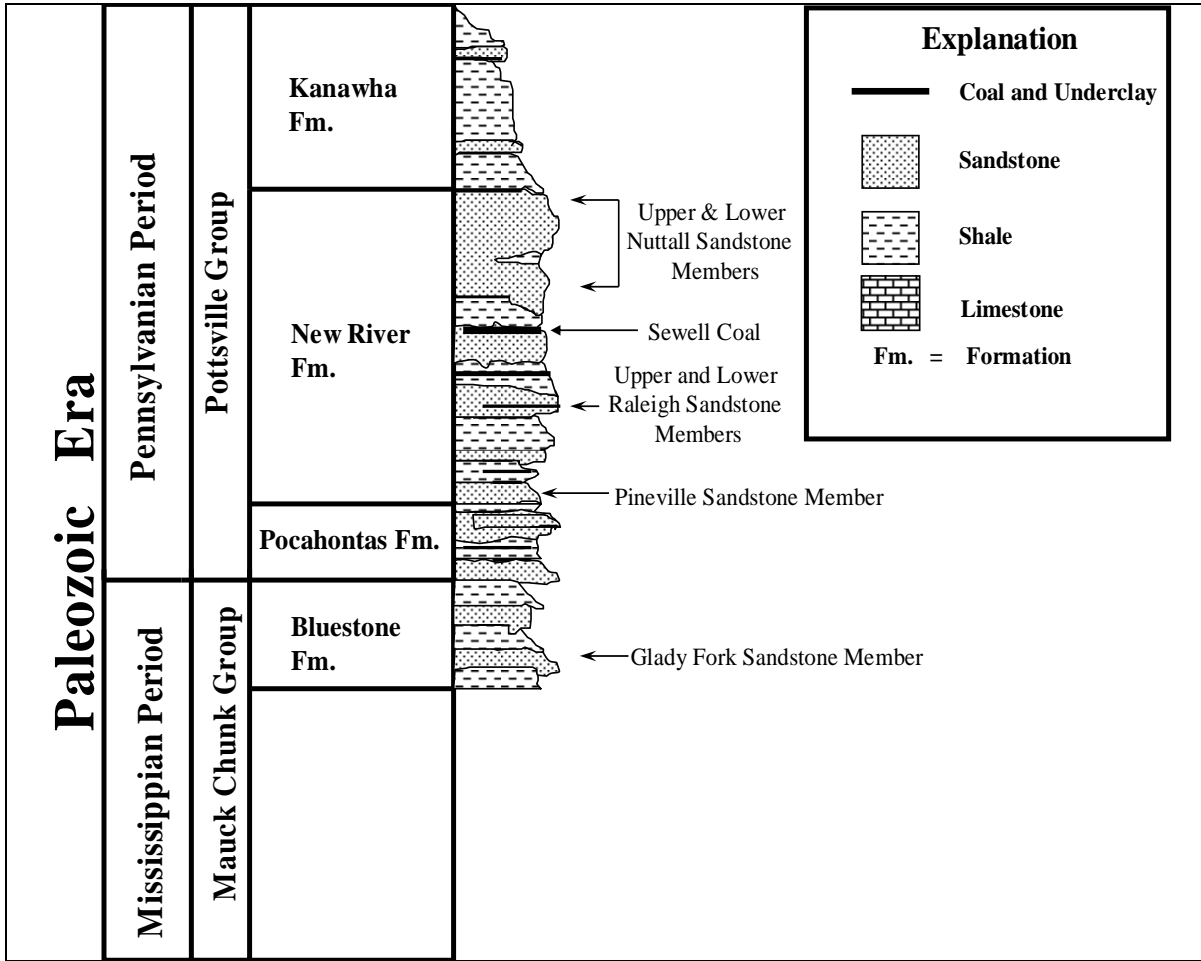 Paleozoic Era
Pennsylvanian Period
Mississippian Period
Pottsville Group
Mauck Chunk Group
Kanawha
Fm.
New River
Fm.
Pocahontas Fm.
Bluestone
Fm.
Upper & Lower
Nuttall Sandstone
Members
Sewell Coal
Upper and Lower
Raleigh Sandstone
Members
Pineville Sandstone Member
Glady Fork Sandstone Member
Explanation
Coal and Underclay
Sandstone
Shale
Limestone
Fm. = Formation